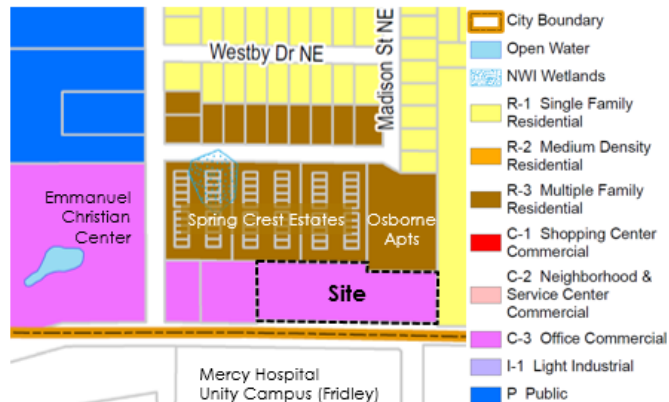 Westby Dr NE
Madison St NE
Emmanuel
Christian
Center
Spring Crest Estates
Osborne
Apts
Site
Mercy Hospital
Unity Campus (Fridley)
City Boundary
Open Water
NWI Wetlands
R-1 Single Family
Residential
R-2 Medium Density
Residential
R-3 Multiple Family
Residential
C-1 Shopping Center
Commercial
C-2 Neighborhood &
Service Center
Commercial
C-3 Office Commercial
I-1 Light Industrial
P Public